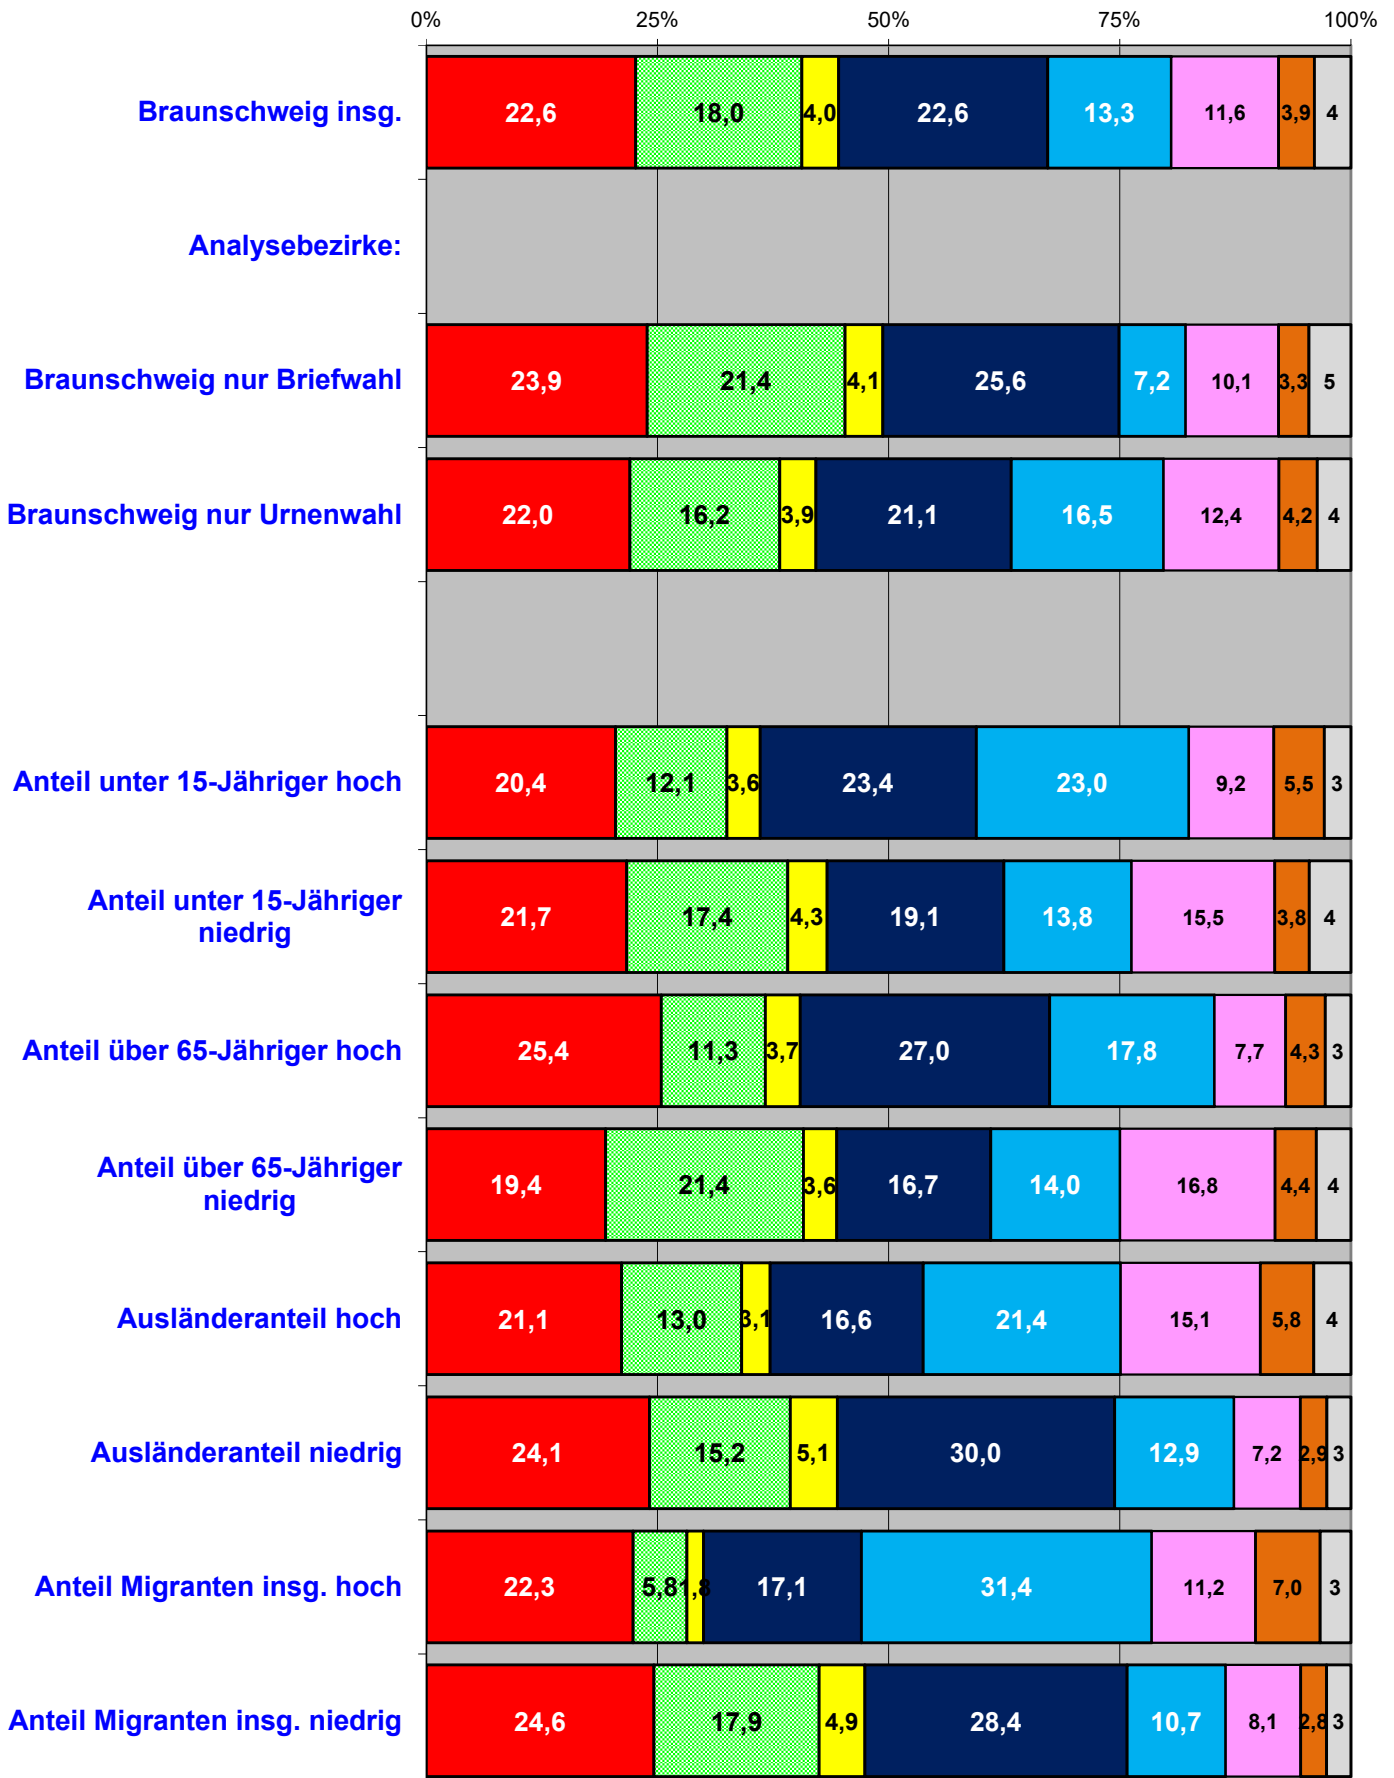 0% 25% 50% 75% 100%
Braunschweig insg. 22,6 18,0 4,0 22,6 13,3 11,6 3,9 4
Analysebezirke:
Braunschweig nur Briefwahl 23,9 21,4 4,1 25,6 7,2 10,1 3,3 5
Braunschweig nur Urnenwahl 22,0 16,2 3,9 21,1 16,5 12,4 4,2 4
Anteil unter 15-Jähriger hoch 20,4 12,1 3,6 23,4 23,0 9,2 5,5 3
Anteil unter 15-Jähriger
niedrig 21,7 17,4 4,3 19,1 13,8 15,5 3,8 4
Anteil über 65-Jähriger hoch 25,4 11,3 3,7 27,0 17,8 7,7 4,3 3
Anteil über 65-Jähriger
niedrig 19,4 21,4 3,6 16,7 14,0 16,8 4,4 4
Ausländeranteil hoch 21,1 13,0 3,1 16,6 21,4 15,1 5,8 4
Ausländeranteil niedrig 24,1 15,2 5,1 30,0 12,9 7,2 2,9 3
Anteil Migranten insg. hoch 22,3 5,8 1,8 17,1 31,4 11,2 7,0 3
Anteil Migranten insg. niedrig 24,6 17,9 4,9 28,4 10,7 8,1 2,8 3